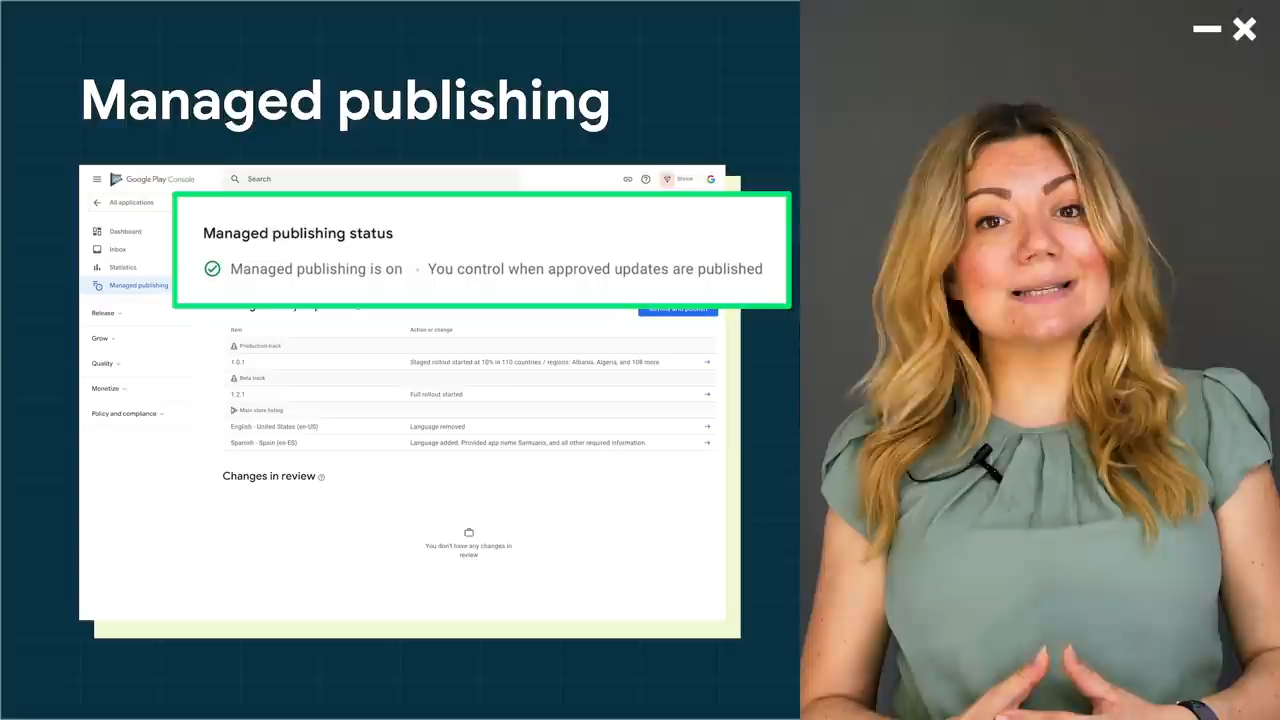 Managed publishing
Google Play Console
Search
Shrine
All applications
Managed publishing status
Managed publishing is on • You control when approved updates are published
Dashboard
Inbox
Statistics
Managed publishing
Release
Grow
Quality
Monetize
Policy and compliance
Item Action or change
Production track
1.0.1 Staged rollout started at 10% in 110 countries / regions: Albania, Algeria, and 108 more
Beta track
1.2.1 Full rollout started
Main store listing
English - United States (en-US) Language removed
Spanish - Spain (es-ES) Language added. Provided app name Santuario, and all other required information.
Changes in review
You don't have any changes in
review